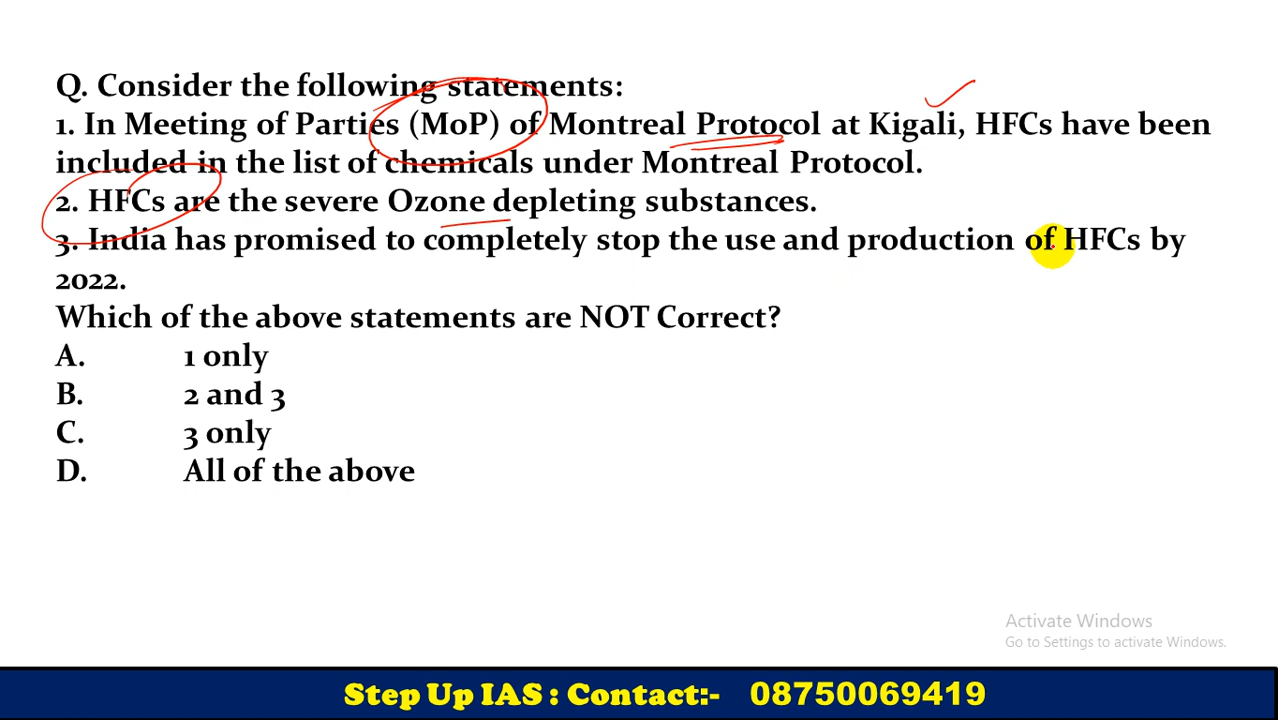 Q. Consider the following statements:
1. In Meeting of Parties (MoP) of Montreal Protocol at Kigali, HFCs have been
included in the list of chemicals under Montreal Protocol.
2. HFCs are the severe Ozone depleting substances.
3. India has promised to completely stop the use and production of HFCs by
2022.
Which of the above statements are NOT Correct?
A. 1 only
B. 2 and 3
C. 3 only
D. All of the above
Activate Windows
Go to Settings to activate Windows.
Step Up IAS : Contact:- 08750069419